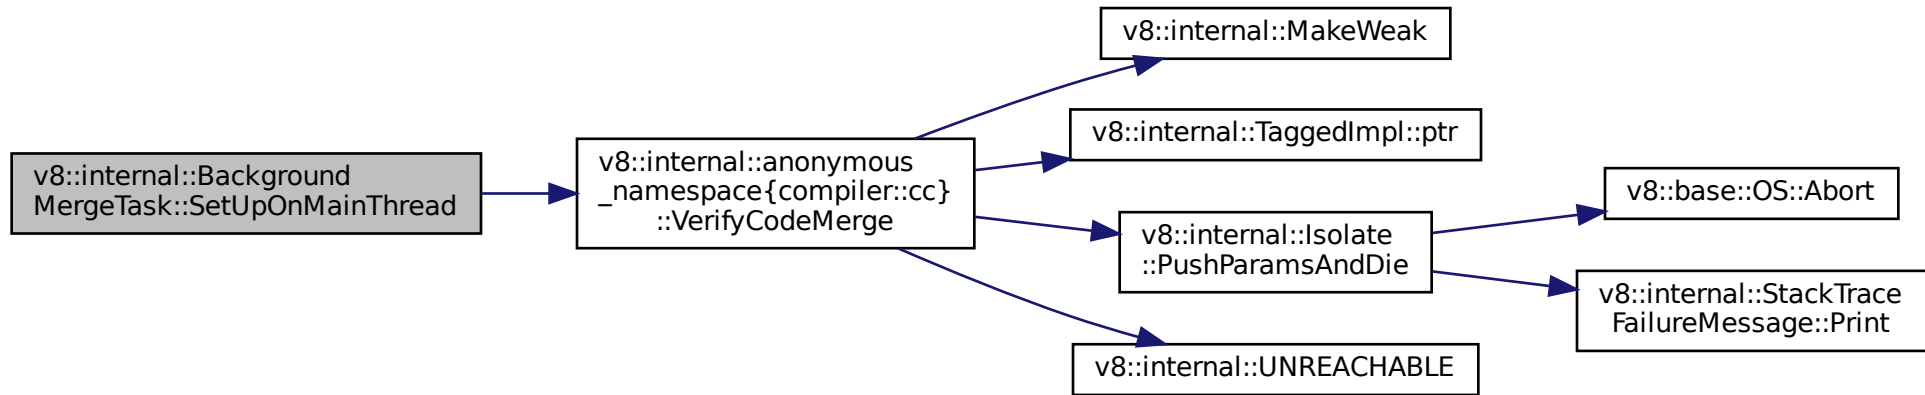 v8::internal::Background
MergeTask::SetUpOnMainThread
v8::internal::anonymous
_namespace{compiler::cc}
::VerifyCodeMerge
v8::internal::MakeWeak
v8::internal::TaggedImpl::ptr
v8::internal::Isolate
::PushParamsAndDie
v8::base::OS::Abort
v8::internal::StackTrace
FailureMessage::Print
v8::internal::UNREACHABLE